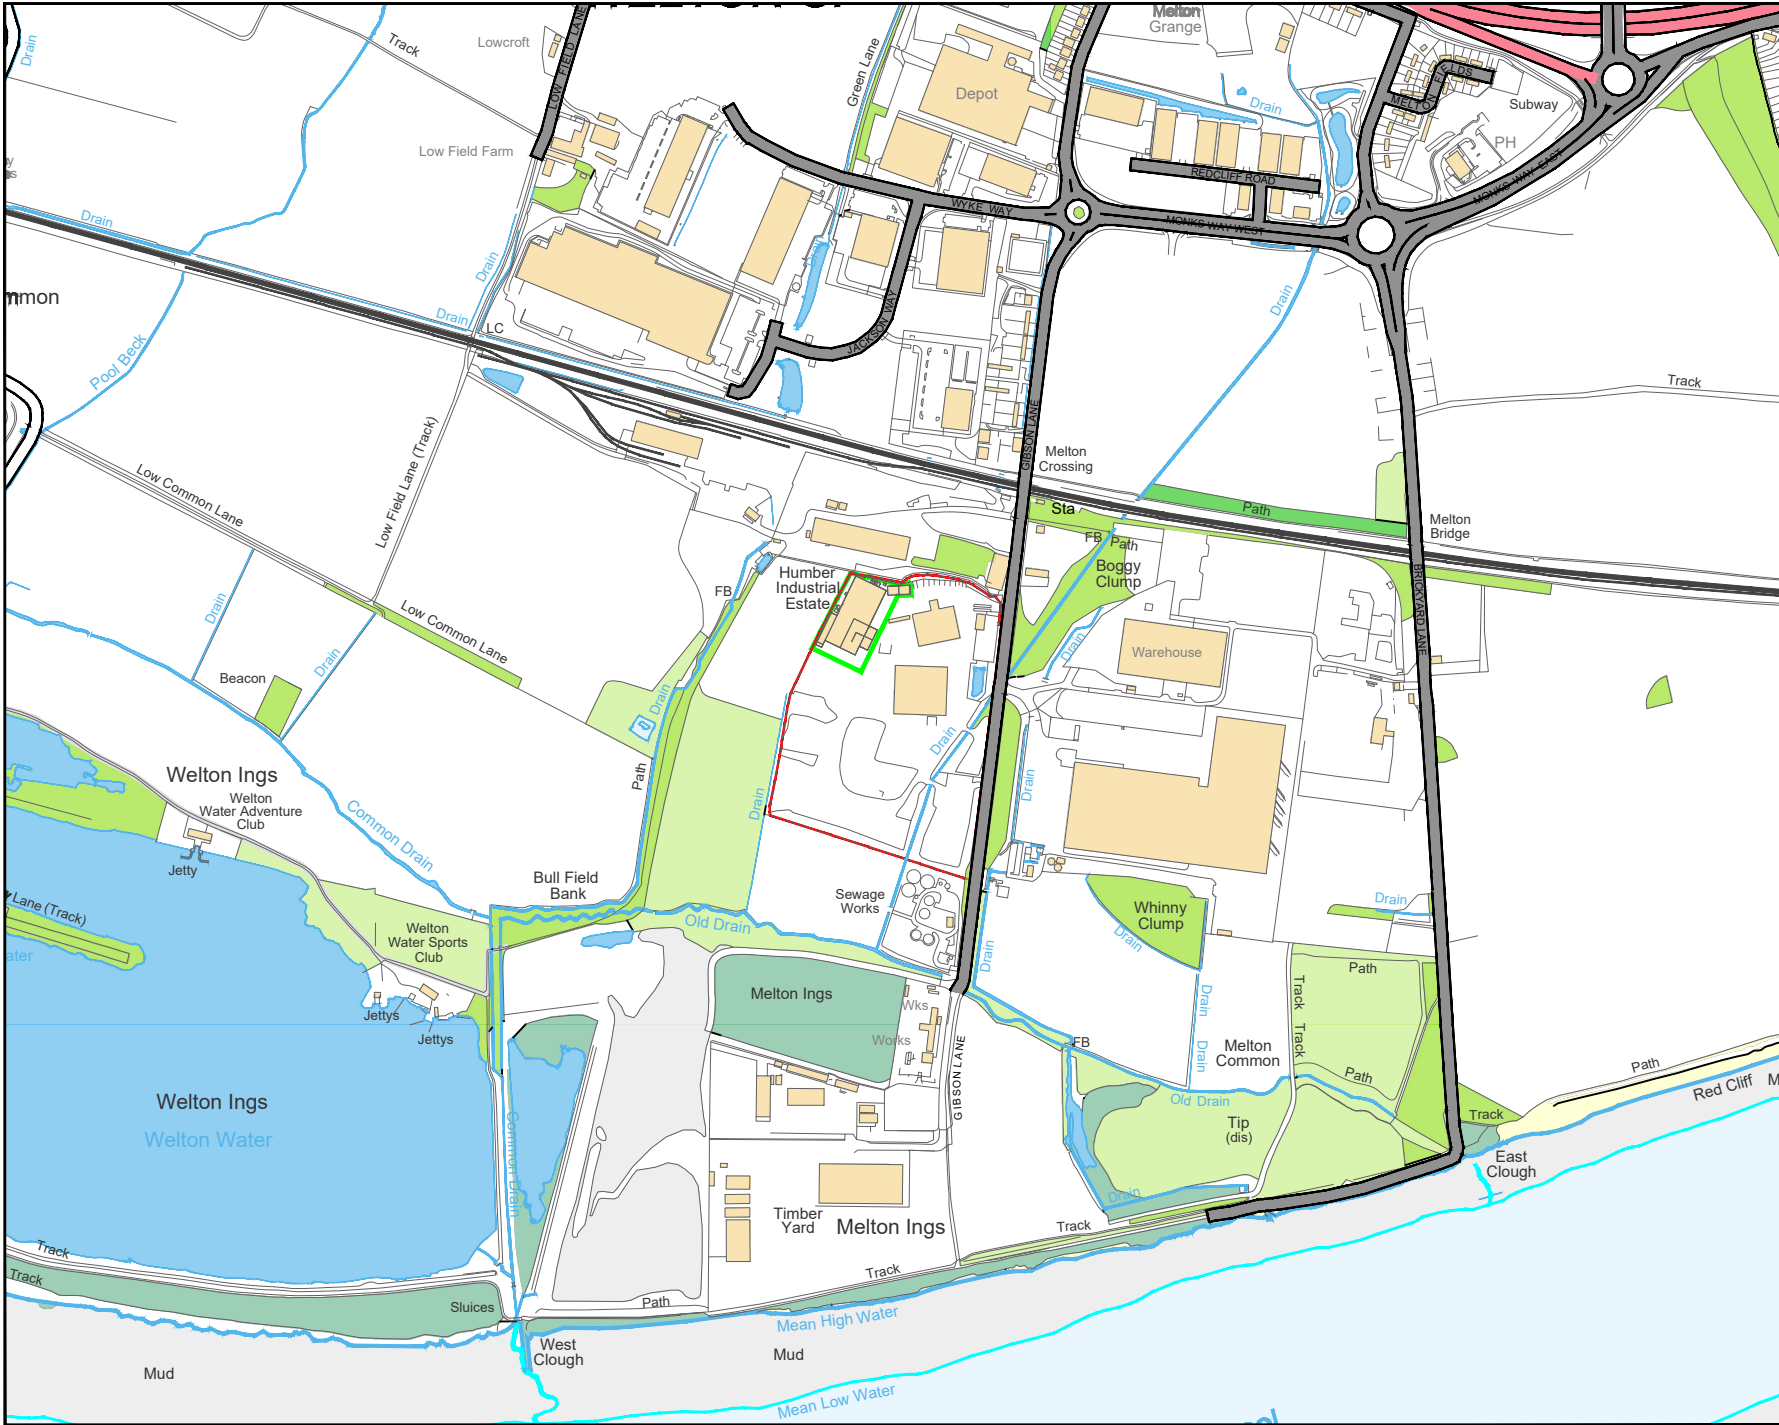 Drain
Track
Lowcroft
LOW FIELD LANE
Green Lane
Depot
Melton
Grange
Drain
MELTON
FIELDS
Subway
PH
Low Field Farm
REDCLIFF ROAD
MONKS WAY EAST
WYKE WAY
MONKS WAY WEST
Drain
Drain
Drain
Drain
Drain
LC
JACKSON WAY
Pool Beck
GIBSON LANE
Track
Low Common Lane
Low Field Lane (Track)
Melton
Crossing
Sta
Path
Melton
Bridge
FB
Path
Boggy
Clump
Humber
Industrial
Estate
FB
Drain
Low Common Lane
Drain
Drain
Warehouse
BRICKYARD LANE
Beacon
Drain
Drain
Welton Ings
Welton
Water Adventure
Club
Path
Drain
Drain
Common Drain
Jetty
Bull Field
Bank
Sewage
Works
Lane (Track)
Welton
Water Sports
Club
Old Drain
Whinny
Clump
Drain
Drain
Drain
Path
Melton Ings
Wks
Works
Jettys
Jettys
Track
Track
Drain
Drain
FB
Melton
Common
Path
Path
Red Cliff
Welton Ings
Welton Water
Common Drain
GIBSON LANE
Old Drain
Tip
(dis)
Track
East
Clough
Drain
Timber
Yard
Melton Ings
Track
Track
Track
Track
Sluices
Path
Mean High Water
West
Clough
Mud
Mud
Mean Low Water